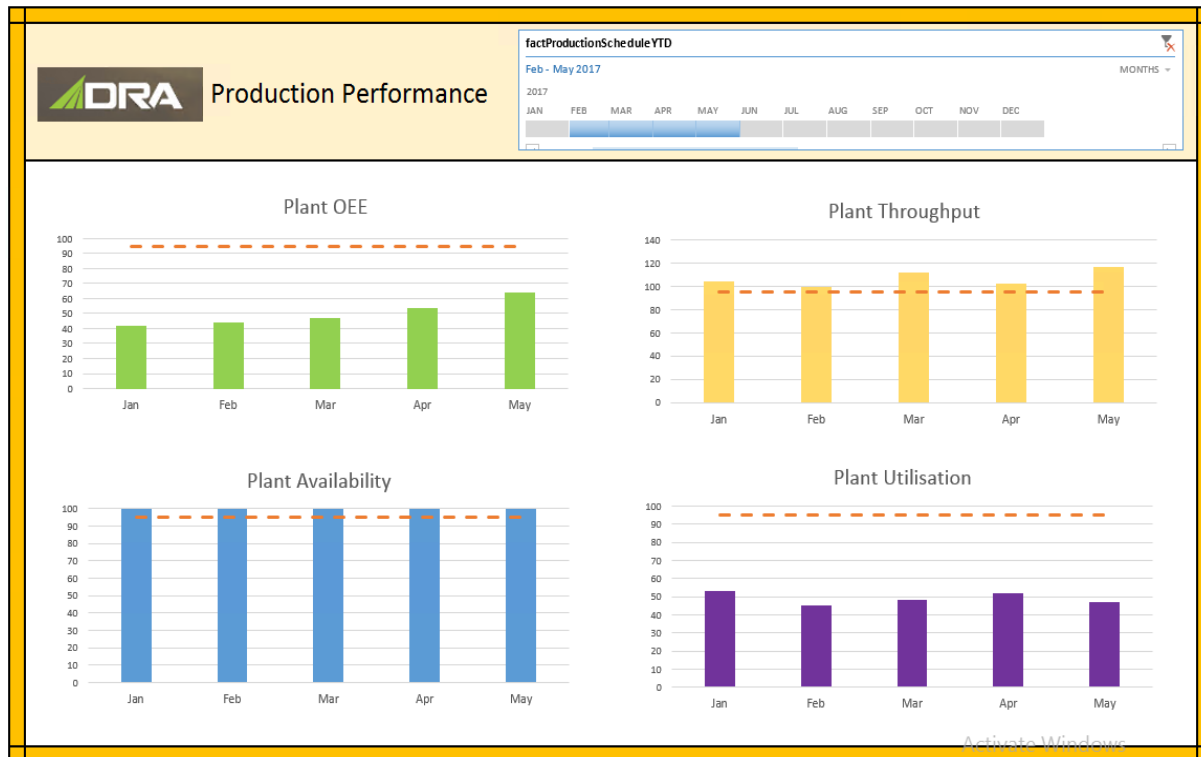 factProductionScheduleYTD
Feb - May 2017
MONTHS
2017
JAN FEB MAR APR MAY JUN JUL AUG SEP OCT NOV DEC
DRA
Production Performance
Plant OEE
100
90
80
70
60
50
40
30
20
10
0
Jan Feb Mar Apr May
Plant Throughput
140
120
100
80
60
40
20
0
Jan Feb Mar Apr May
Plant Availability
100
90
80
70
60
50
40
30
20
10
0
Jan Feb Mar Apr May
Plant Utilisation
100
90
80
70
60
50
40
30
20
10
0
Jan Feb Mar Apr May
Activate Windows